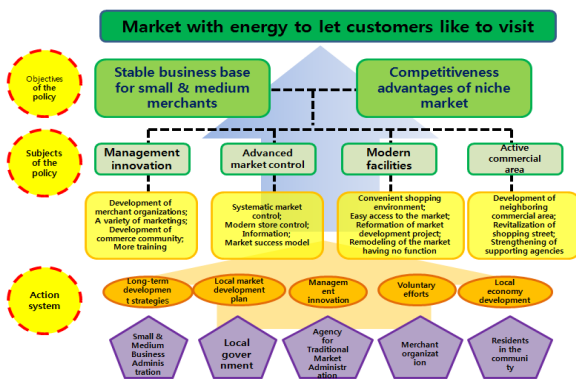 Market with energy to let customers like to visit
Objectives
of the
policy
Stable business base
for small & medium
merchants
Competitiveness
advantages of niche
market
Subjects
of the
policy
Management
innovation
Advanced
market control
Modern
facilities
Active
commercial
area
Development of
merchant organizations;
A variety of marketings;
Development of
commerce community;
More training
Systematic market
control;
Modern store control;
Information;
Market success model
Convenient shopping
environment;
Easy access to the market;
Reformation of market
development project;
Remodeling of the market
having no function
Development of
neighboring
commercial area;
Revitalization of
shopping street;
Strengthening of
supporting agencies
Action
system
Long-term
developmen
t strategies
Local market
development
plan
Managem
ent
innovation
Voluntary
efforts
Local
economy
development
Small &
Medium
Business
Adminis
tration
Local
gover
nment
Agency
for
Traditional
Market
Administr
ation
Merchant
organizat
ion
Residents
in the
communi
ty